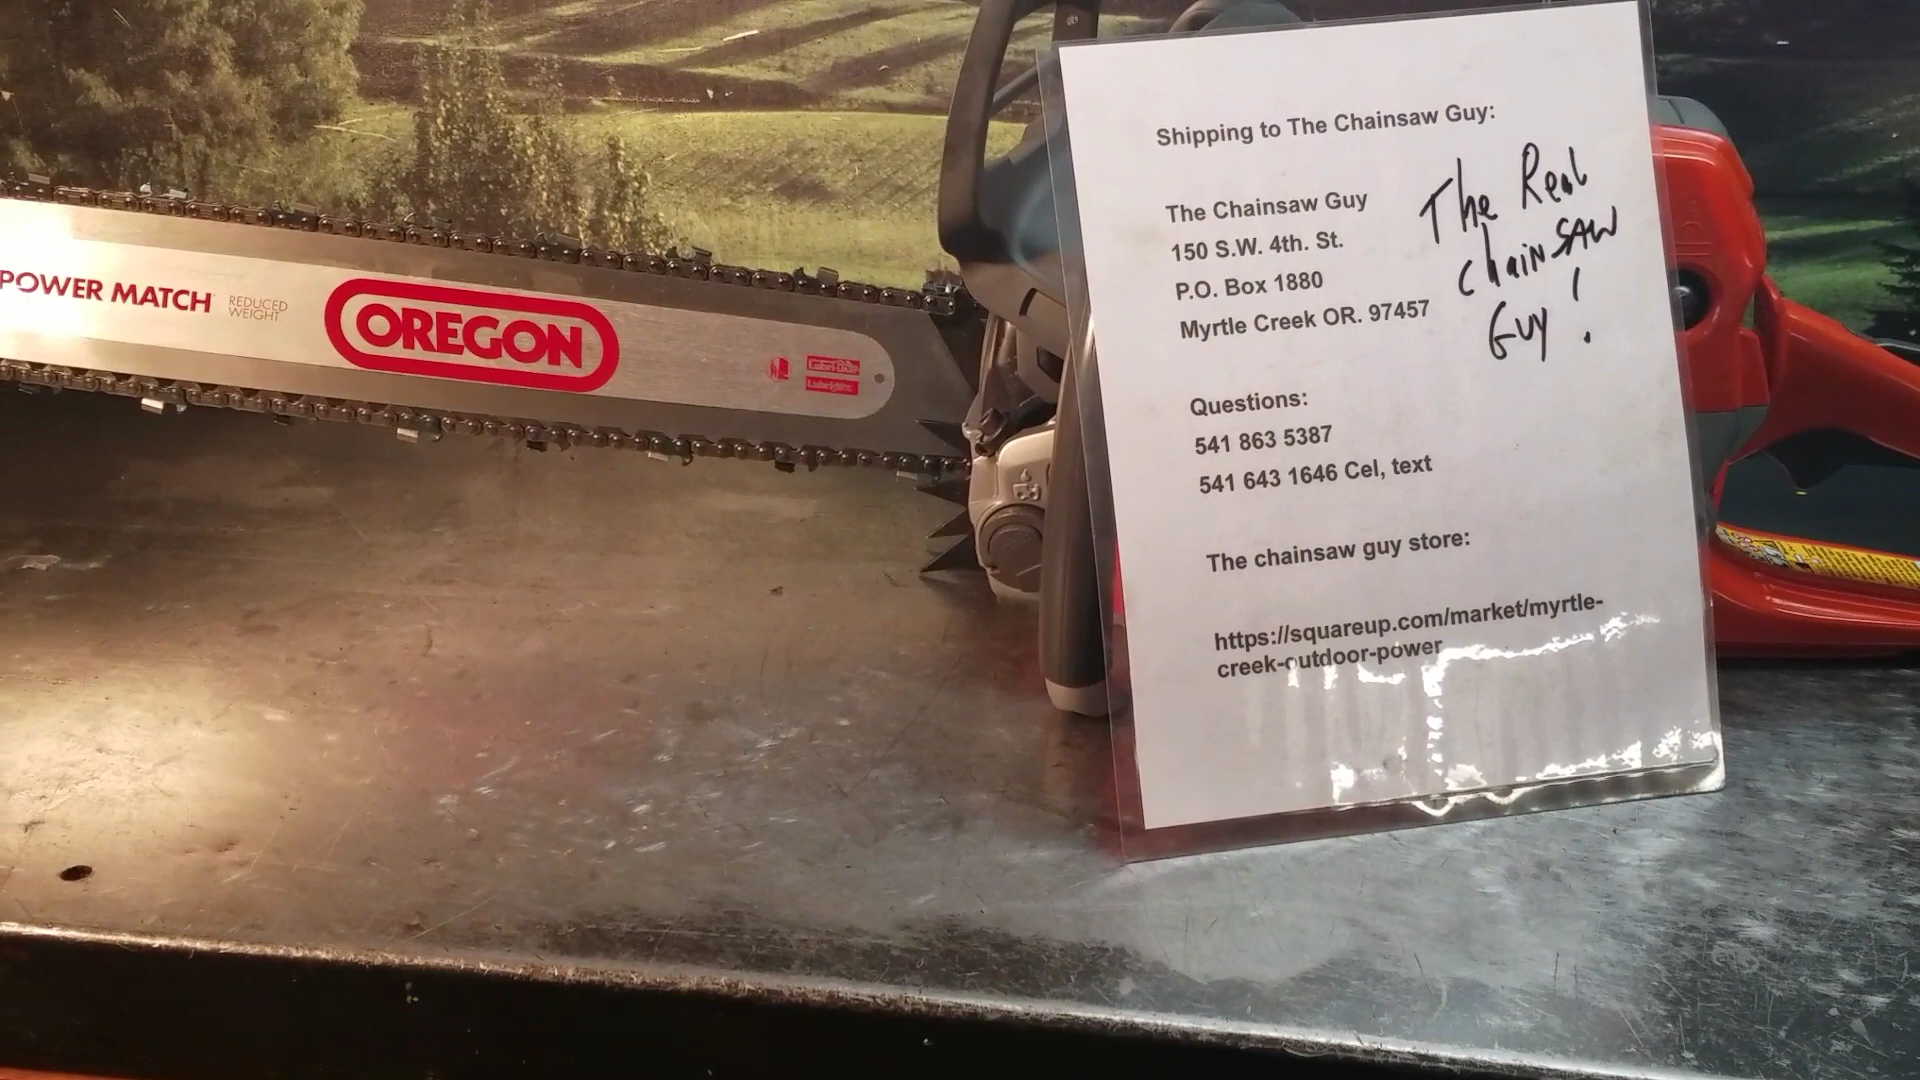 POWER MATCH
REDUCED
WEIGHT
OREGON
Shipping to The Chainsaw Guy:
The Chainsaw Guy
150 S.W. 4th. St.
P.O. Box 1880
Myrtle Creek OR. 97457
The Real
Chainsaw
Guy!
Questions:
541 863 5387
541 643 1646 Cel, text
The chainsaw guy store:
https://squareup.com/market/myrtle-
creek-outdoor-power